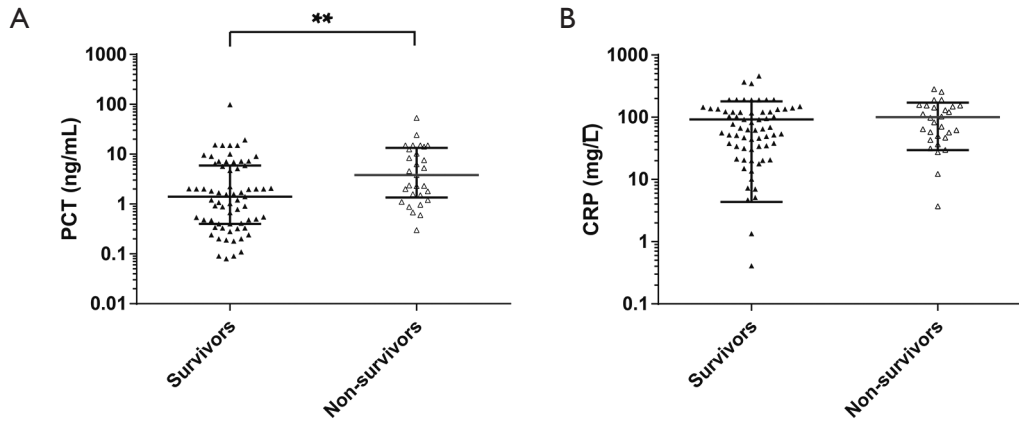 A
**
PCT (ng/mL)
1000
100
10
1
0.1
0.01
Survivors
Non-survivors
B
CRP (mg/L)
1000
100
10
1
0.1
Survivors
Non-survivors